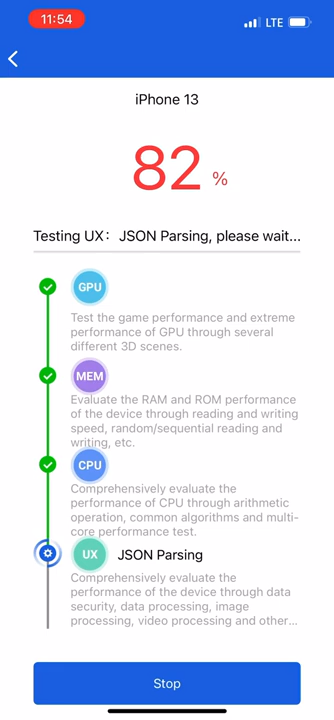 11:54
LTE
iPhone 13
82 %
Testing UX: JSON Parsing, please wait...
GPU
Test the game performance and extreme
performance of GPU through several
different 3D scenes.
MEM
Evaluate the RAM and ROM performance
of the device through reading and writing
speed, random/sequential reading and
writing, etc.
CPU
Comprehensively evaluate the
performance of CPU through arithmetic
operation, common algorithms and multi-
core performance test.
UX JSON Parsing
Comprehensively evaluate the
performance of the device through data
security, data processing, image
processing, video processing and other...
Stop